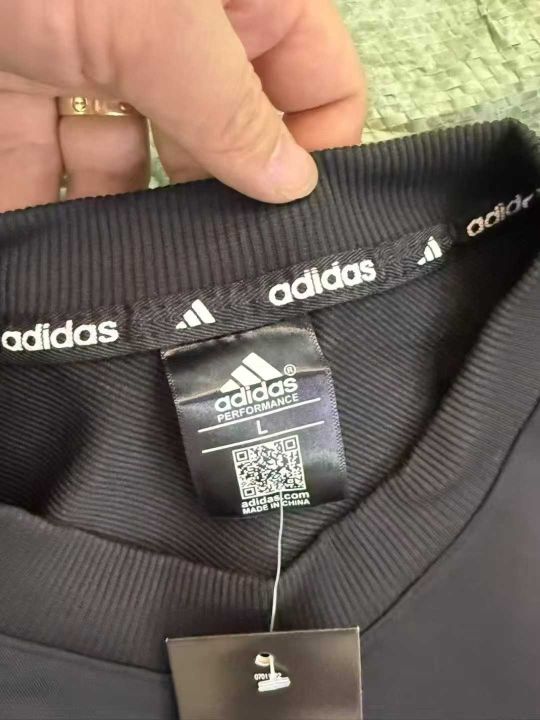 adidas adidas adidas
adidas®
PERFORMANCE
L
adidas.com
MADE IN CHINA